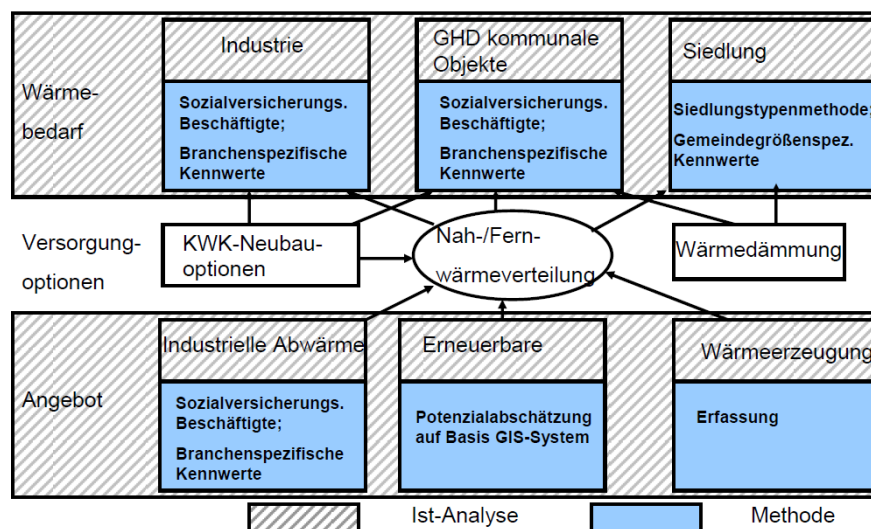 Wärme-
bedarf
Industrie
Sozialversicherungs.
Beschäftigte;
Branchenspezifische
Kennwerte
GHD kommunale
Objekte
Sozialversicherungs.
Beschäftigte;
Branchenspezifische
Kennwerte
Siedlung
Siedlungstypenmethode;
Gemeindegrößenspez.
Kennwerte
Versorgung-
optionen
KWK-Neubau-
optionen
Nah-/Fern-
wärmeverteilung
Wärmedämmung
Angebot
Industrielle Abwärme
Sozialversicherungs.
Beschäftigte;
Branchenspezifische
Kennwerte
Erneuerbare
Potenzialabschätzung
auf Basis GIS-System
Wärmeerzeugung
Erfassung
Ist-Analyse
Methode